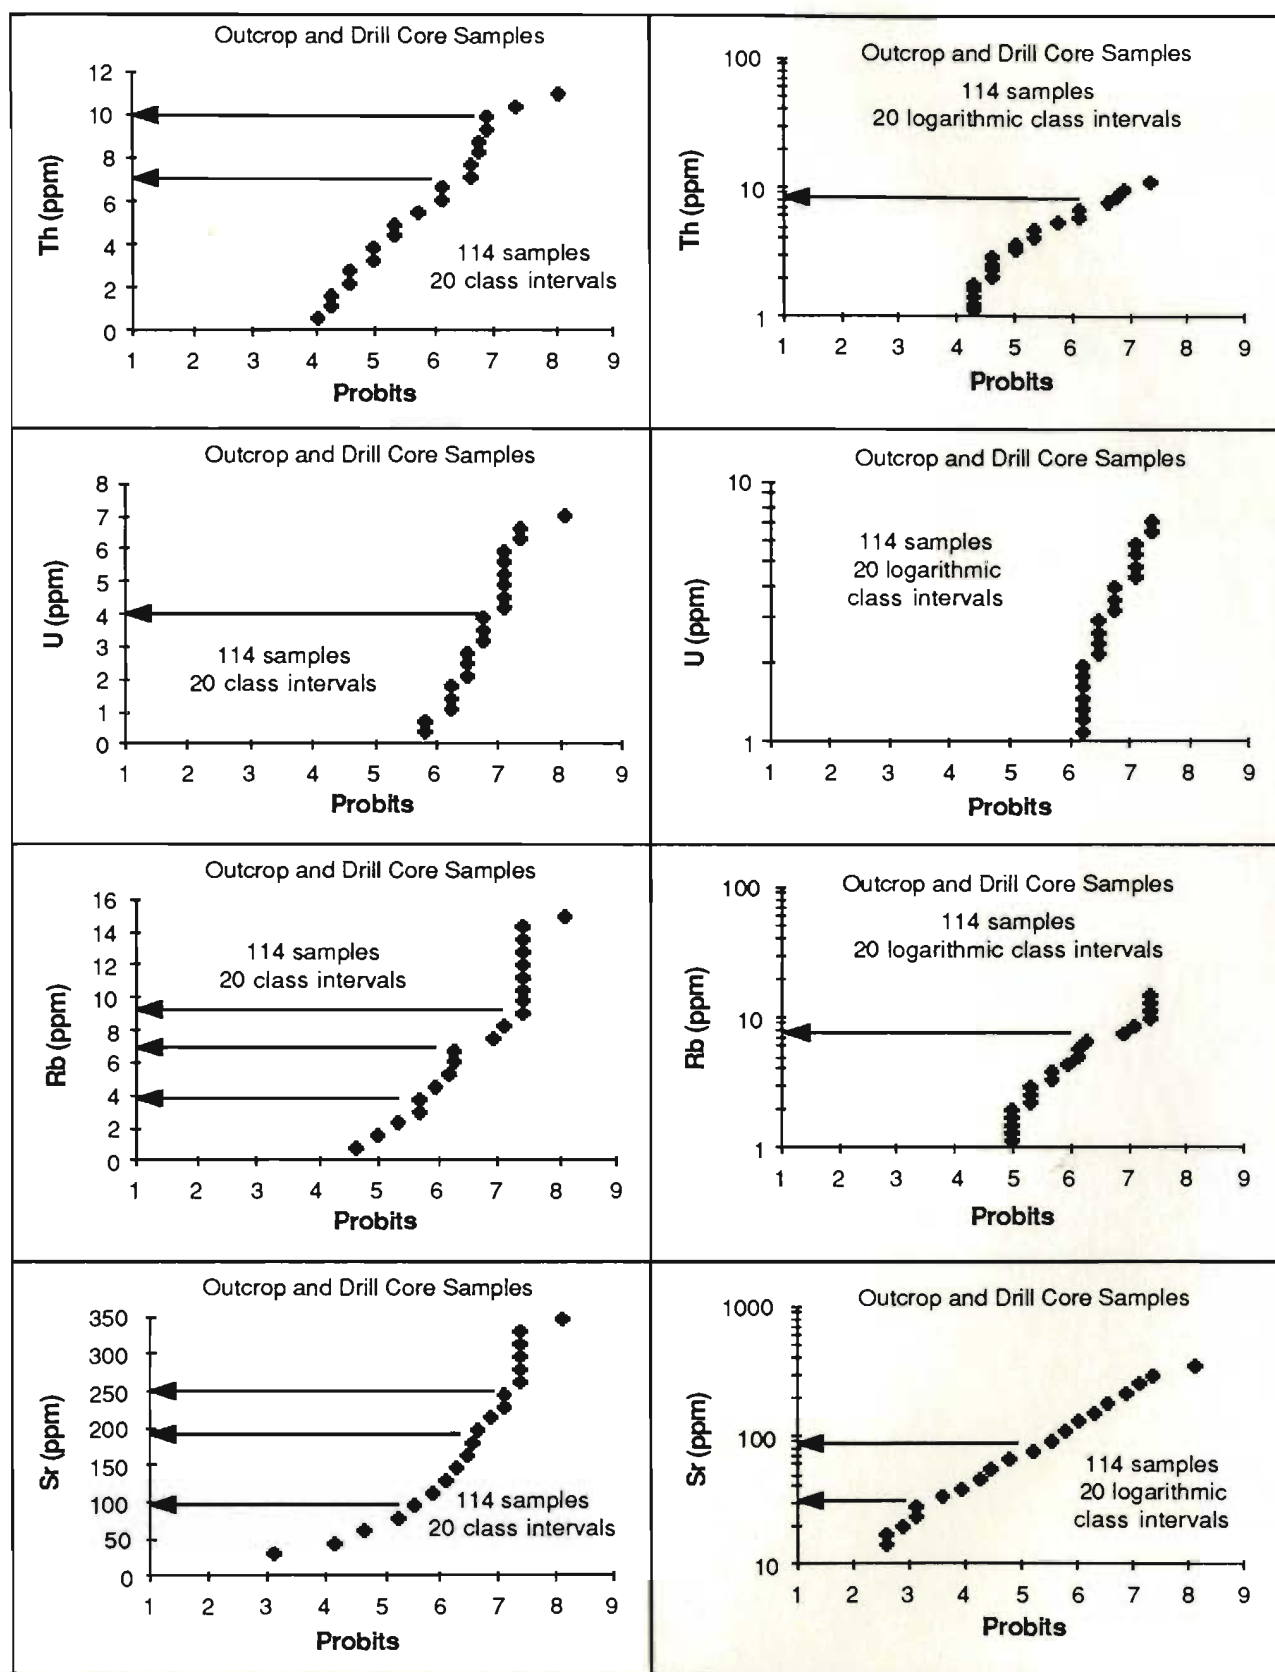 Outcrop and Drill Core Samples
12
10
8
6
4
2
0
Th (ppm)
114 samples
20 class intervals
1 2 3 4 5 6 7 8 9
Probits
Outcrop and Drill Core Samples
114 samples
20 logarithmic class intervals
100
10
1
Th (ppm)
1 2 3 4 5 6 7 8 9
Probits
Outcrop and Drill Core Samples
8
7
6
5
4
3
2
1
0
U (ppm)
114 samples
20 class intervals
1 2 3 4 5 6 7 8 9
Probits
Outcrop and Drill Core Samples
10
1
U (ppm)
114 samples
20 logarithmic
class intervals
1 2 3 4 5 6 7 8 9
Probits
Outcrop and Drill Core Samples
16
14
12
10
8
6
4
2
0
Rb (ppm)
114 samples
20 class intervals
1 2 3 4 5 6 7 8 9
Probits
Outcrop and Drill Core Samples
114 samples
20 logarithmic class intervals
100
10
1
Rb (ppm)
1 2 3 4 5 6 7 8 9
Probits
Outcrop and Drill Core Samples
350
300
250
200
150
100
50
0
Sr (ppm)
114 samples
20 class intervals
1 2 3 4 5 6 7 8 9
Probits
Outcrop and Drill Core Samples
1000
100
10
Sr (ppm)
114 samples
20 logarithmic
class intervals
1 2 3 4 5 6 7 8 9
Probits